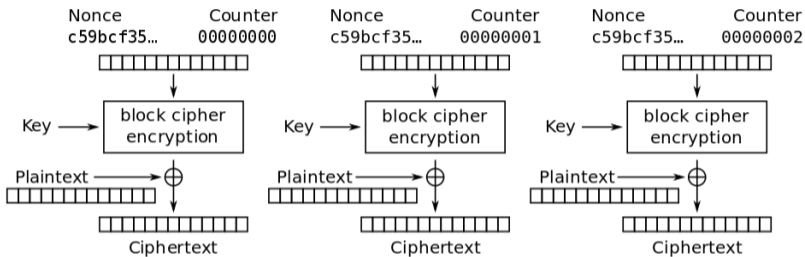 Nonce Counter Nonce Counter Nonce Counter
c59bcf35… 00000000 c59bcf35… 00000001 c59bcf35… 00000002
Key block cipher encryption Key block cipher encryption Key block cipher encryption
Plaintext Plaintext Plaintext
Ciphertext Ciphertext Ciphertext